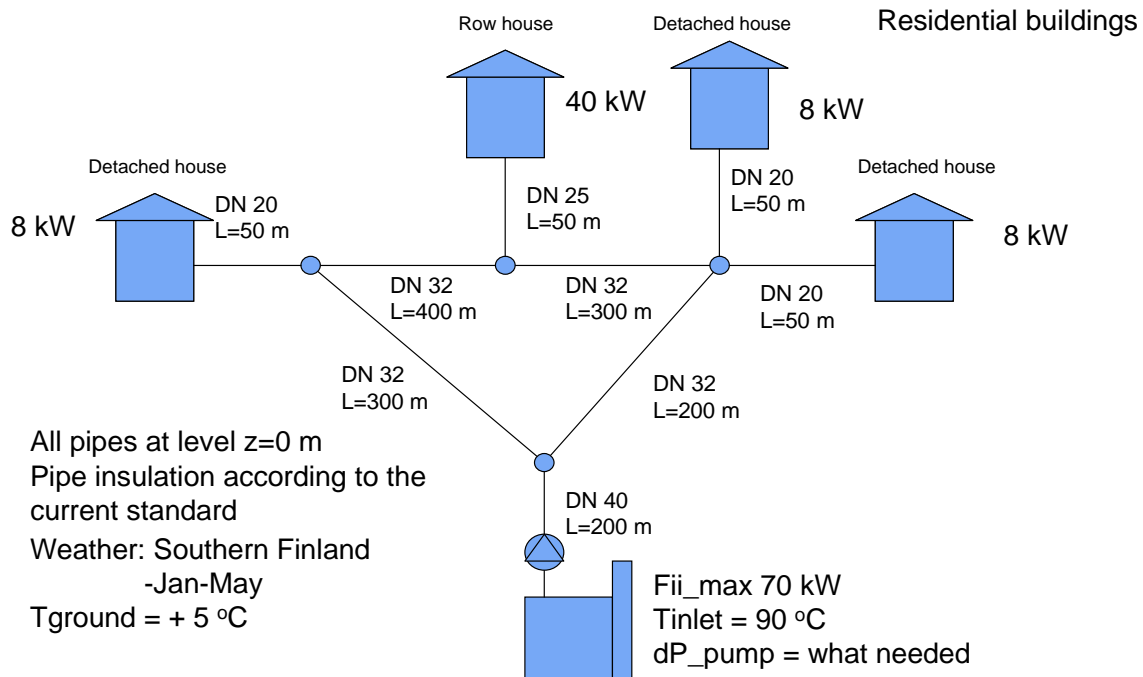 Residential buildings
Row house
Detached house
40 kW
8 kW
Detached house
Detached house
DN 20
L=50 m
DN 25
L=50 m
DN 20
L=50 m
8 kW
8 kW
DN 32
L=400 m
DN 32
L=300 m
DN 20
L=50 m
DN 32
L=300 m
DN 32
L=200 m
All pipes at level z=0 m
Pipe insulation according to the
current standard
Weather: Southern Finland
-Jan-May
Tground = + 5 ºC
DN 40
L=200 m
Fii_max 70 kW
Tinlet = 90 ºC
dP_pump = what needed